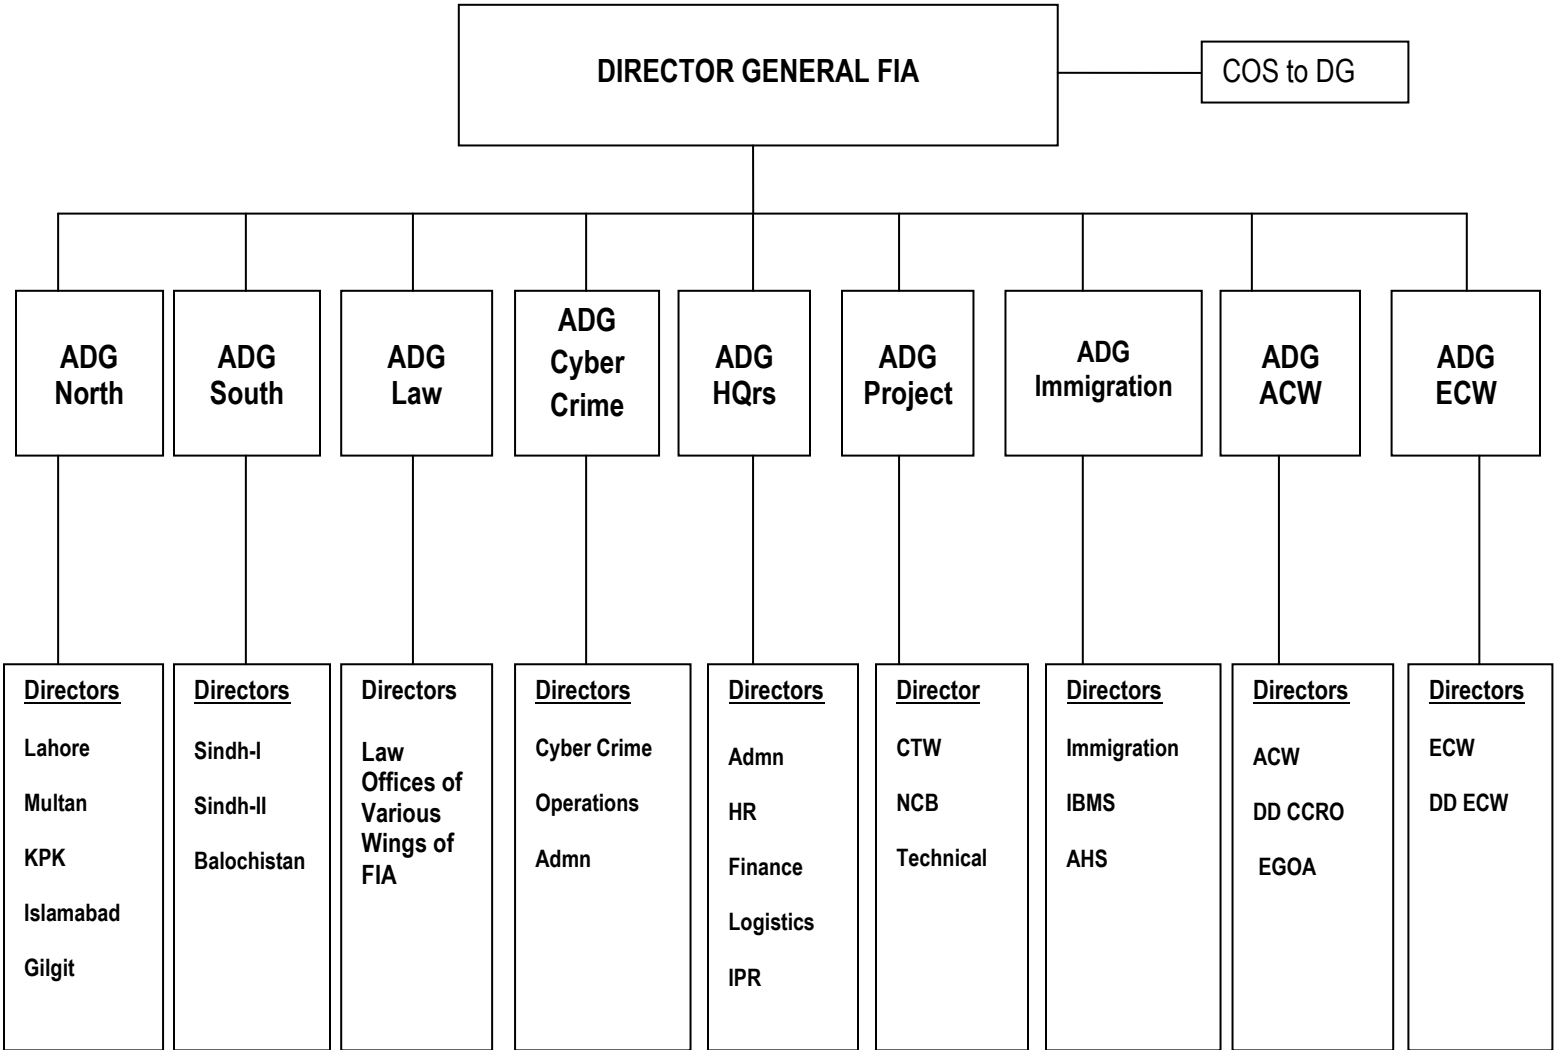 DIRECTOR GENERAL FIA
COS to DG
ADG
North
ADG
South
ADG
Law
ADG
Cyber
Crime
ADG
HQrs
ADG
Project
ADG
Immigration
ADG
ACW
ADG
ECW
Directors
Lahore
Multan
KPK
Islamabad
Gilgit
Directors
Sindh-I
Sindh-II
Balochistan
Directors
Law
Offices of
Various
Wings of
FIA
Directors
Cyber Crime
Operations
Admn
Directors
Admn
HR
Finance
Logistics
IPR
Director
CTW
NCB
Technical
Directors
Immigration
IBMS
AHS
Directors
ACW
DD CCRO
EGOA
Directors
ECW
DD ECW